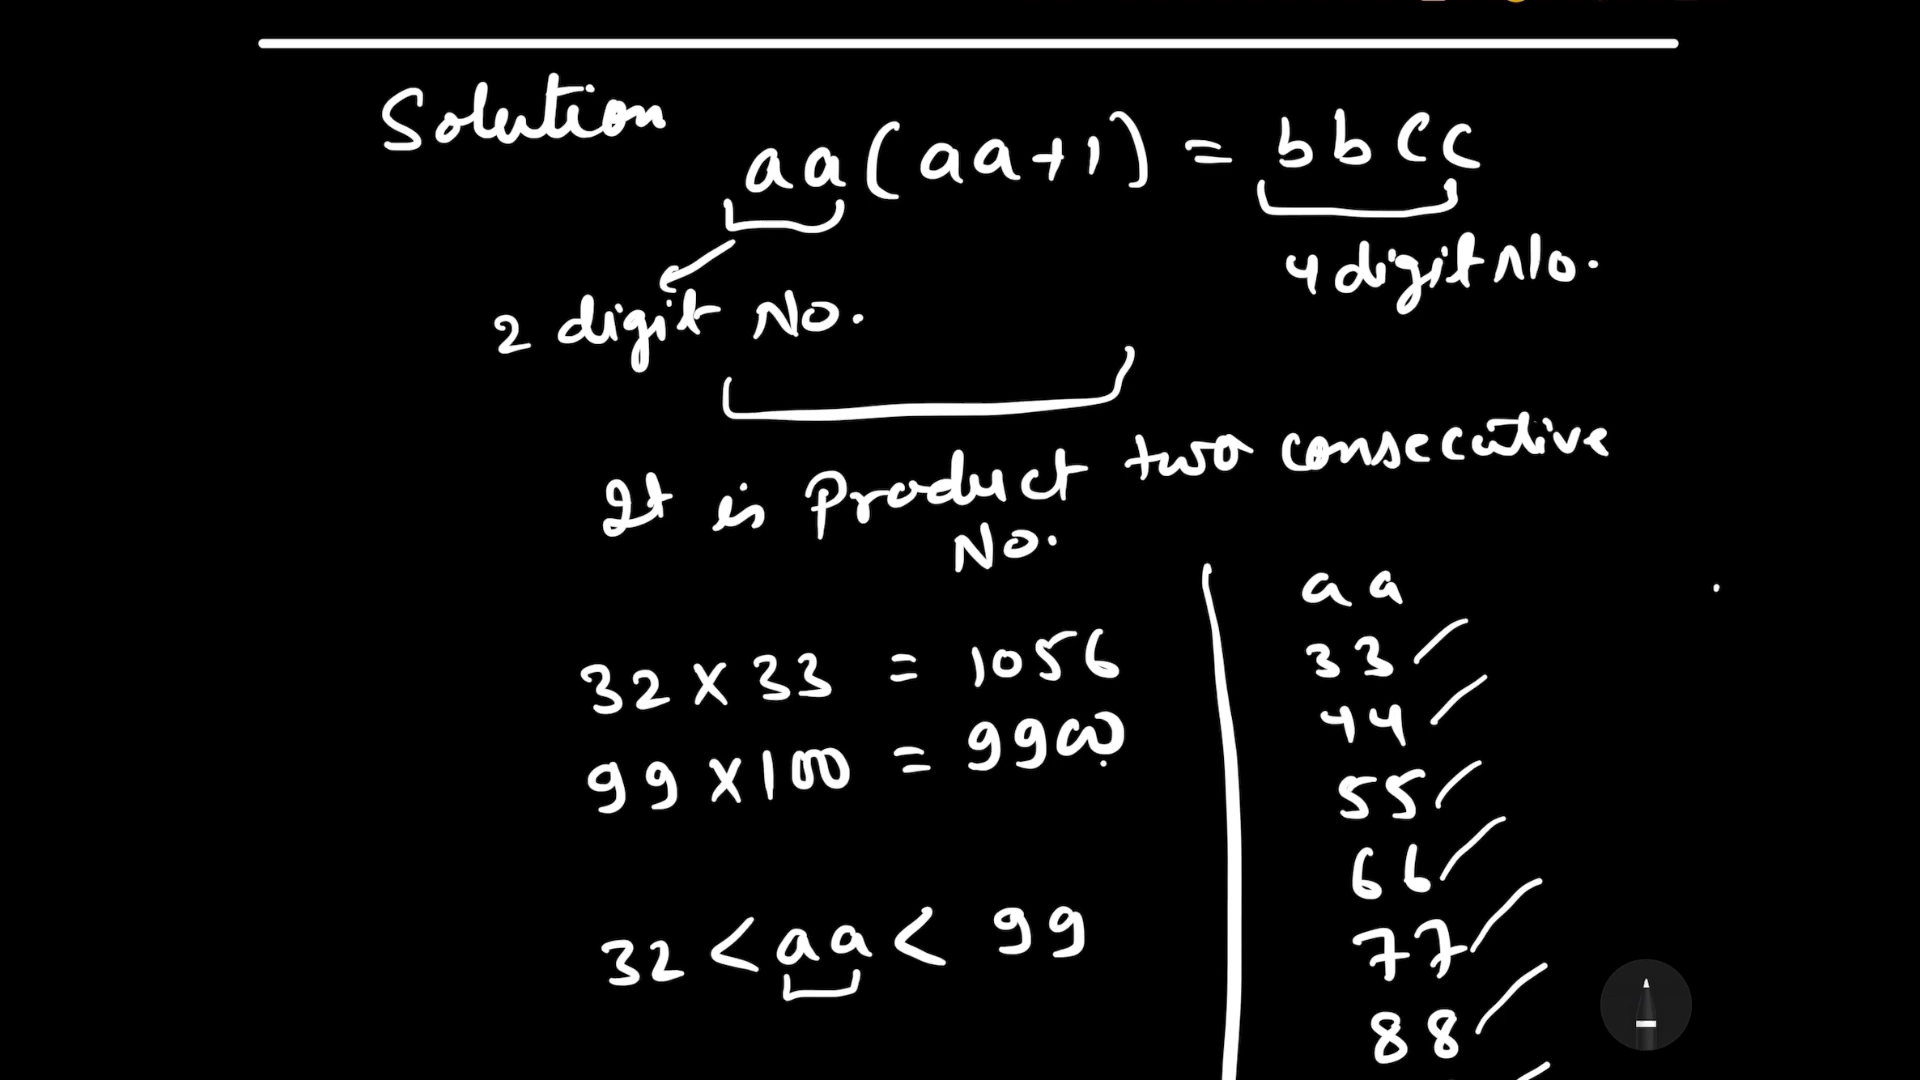 Solution
aa(aa+1) = bbcc
4 digit No.
2 digit No.
It is product two consecutive
No.
32 x 33 = 1056
99 x 100 = 9900
32 < aa < 99
aa
33
44
55
66
77
88